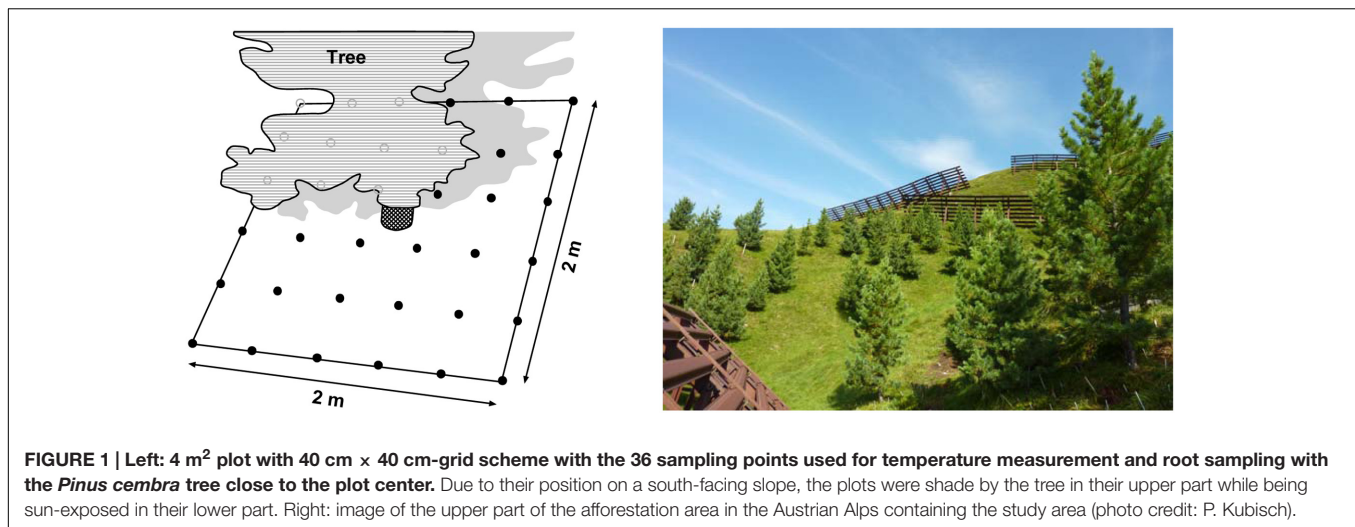 Tree
2 m
2 m
FIGURE 1 | Left: 4 m² plot with 40 cm × 40 cm-grid scheme with the 36 sampling points used for temperature measurement and root sampling with
the Pinus cembra tree close to the plot center. Due to their position on a south-facing slope, the plots were shade by the tree in their upper part while being
sun-exposed in their lower part. Right: image of the upper part of the afforestation area in the Austrian Alps containing the study area (photo credit: P. Kubisch).